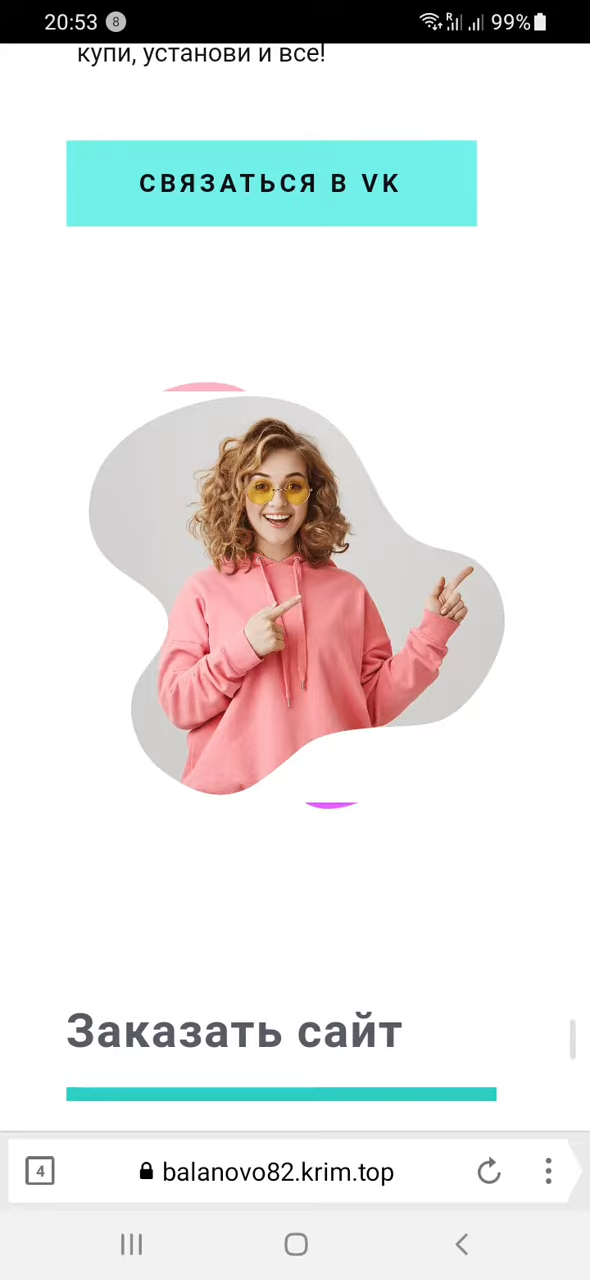 20:53 8 R 99%
купи, установи и все!
СВЯЗАТЬСЯ В VK
Заказать сайт
4 balanovo82.krim.top